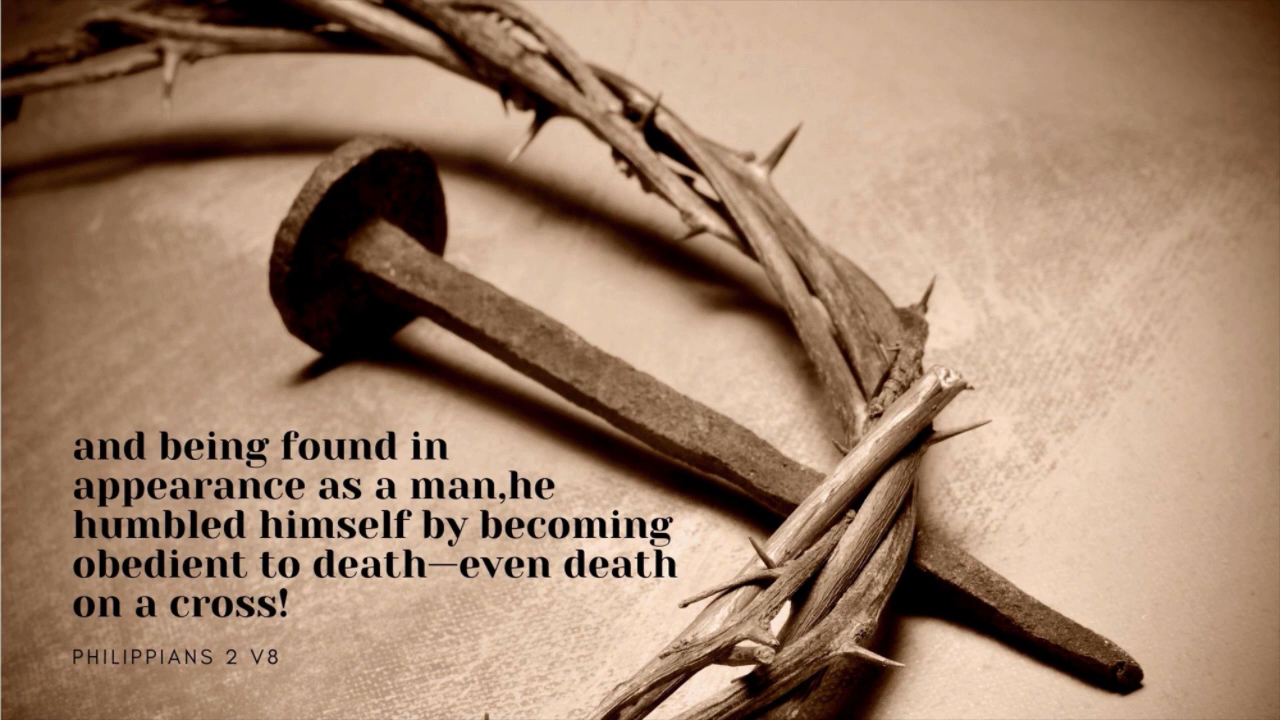 and being found in
appearance as a man,he
humbled himself by becoming
obedient to death—even death
on a cross!
PHILIPPIANS 2 V8